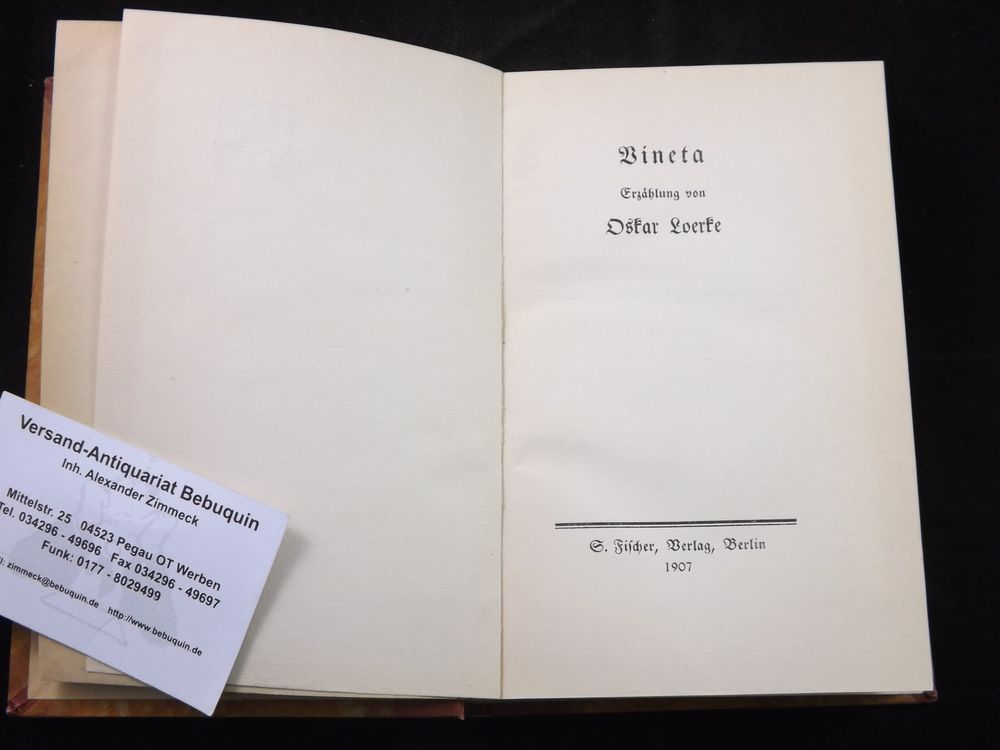 Vineta
Erzählung von
Oskar Loerke
S. Fischer, Verlag, Berlin
1907
Versand-Antiquariat Bebuquin
Inh. Alexander Zimmeck
Mittelstr. 25 04523 Pegau OT Werben
Tel. 034296 - 49696 Fax 034296 - 49697
Funk: 0177 - 8029499
zimmeck@bebuquin.de http://www.bebuquin.de